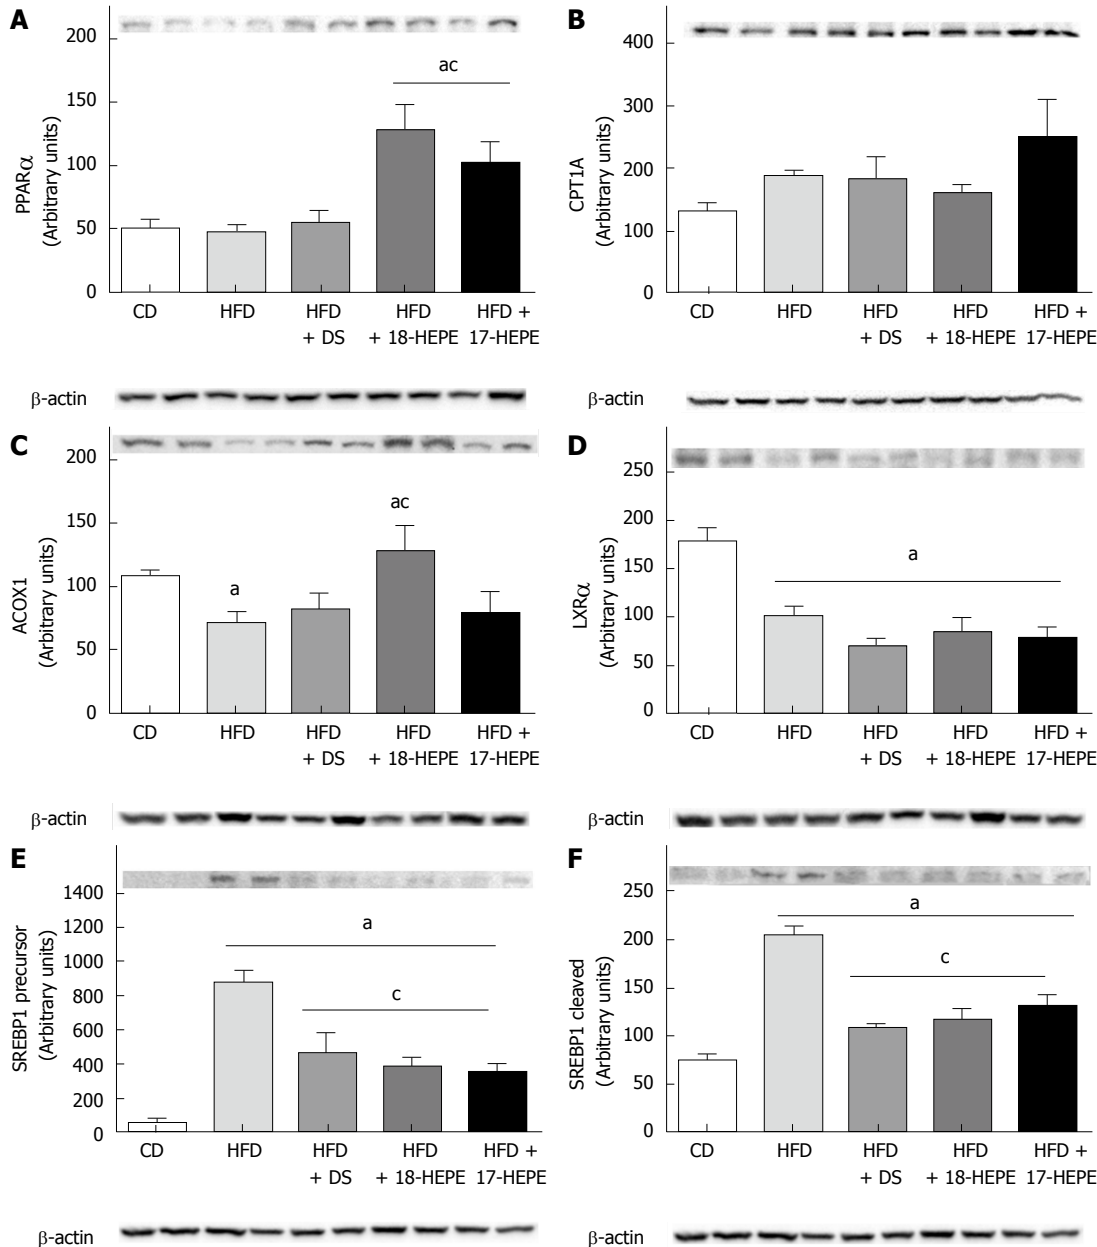 A
PPARα
(Arbitrary units)
200
150
100
50
0
ac
CD HFD HFD HFD HFD +
+ DS + 18-HEPE 17-HEPE
β-actin
B
CPT1A
(Arbitrary units)
400
300
200
100
0
CD HFD HFD HFD HFD +
+ DS + 18-HEPE 17-HEPE
β-actin
C
ACOX1
(Arbitrary units)
200
150
100
50
0
a
ac
CD HFD HFD HFD HFD +
+ DS + 18-HEPE 17-HEPE
β-actin
D
LXRα
(Arbitrary units)
250
200
150
100
50
0
a
CD HFD HFD HFD HFD +
+ DS + 18-HEPE 17-HEPE
β-actin
E
SREBP1 precursor
(Arbitrary units)
1400
1200
1000
800
600
400
200
0
a
c
CD HFD HFD HFD HFD +
+ DS + 18-HEPE 17-HEPE
β-actin
F
SREBP1 cleaved
(Arbitrary units)
250
200
150
100
50
0
a
c
CD HFD HFD HFD HFD +
+ DS + 18-HEPE 17-HEPE
β-actin